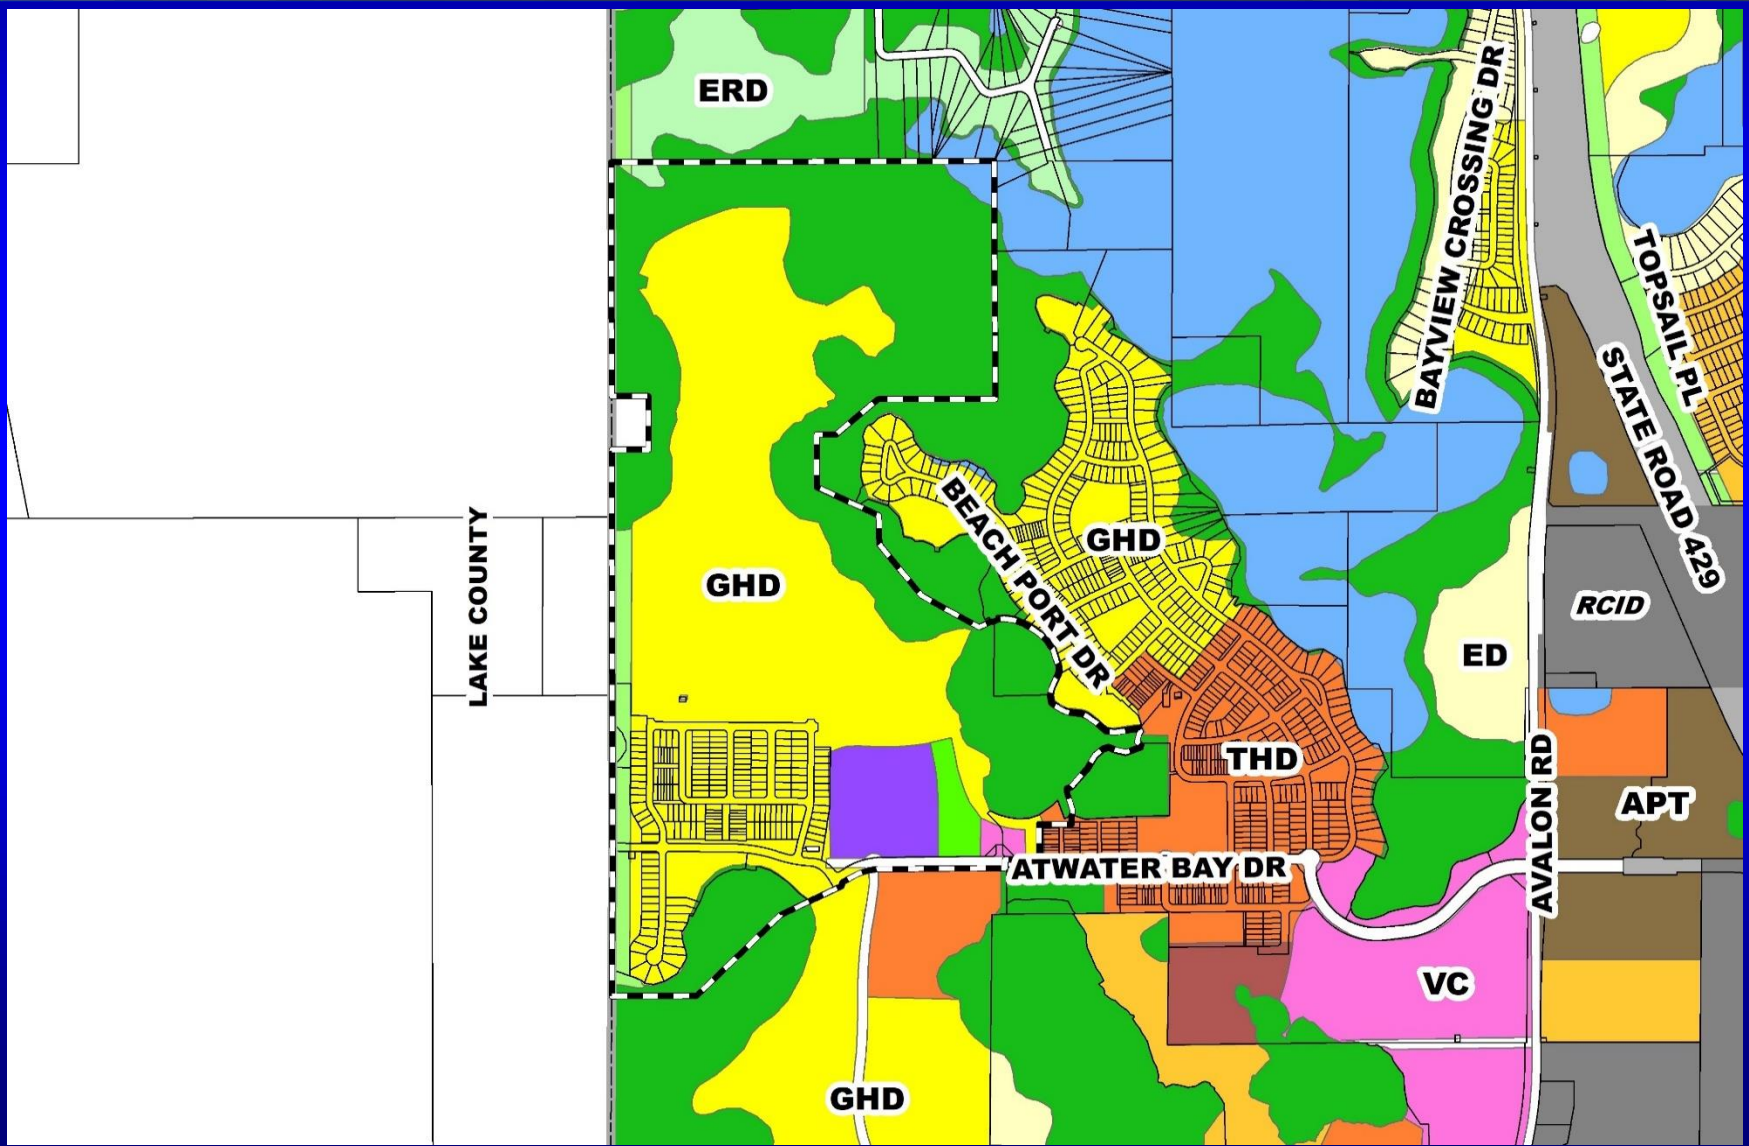 ERD
BAYVIEW CROSSING DR
TOPSAIL PL
STATE ROAD 429
LAKE COUNTY
GHD
BEACH PORT DR
GHD
RCID
ED
THD
AVALON RD
APT
ATWATER BAY DR
VC
GHD